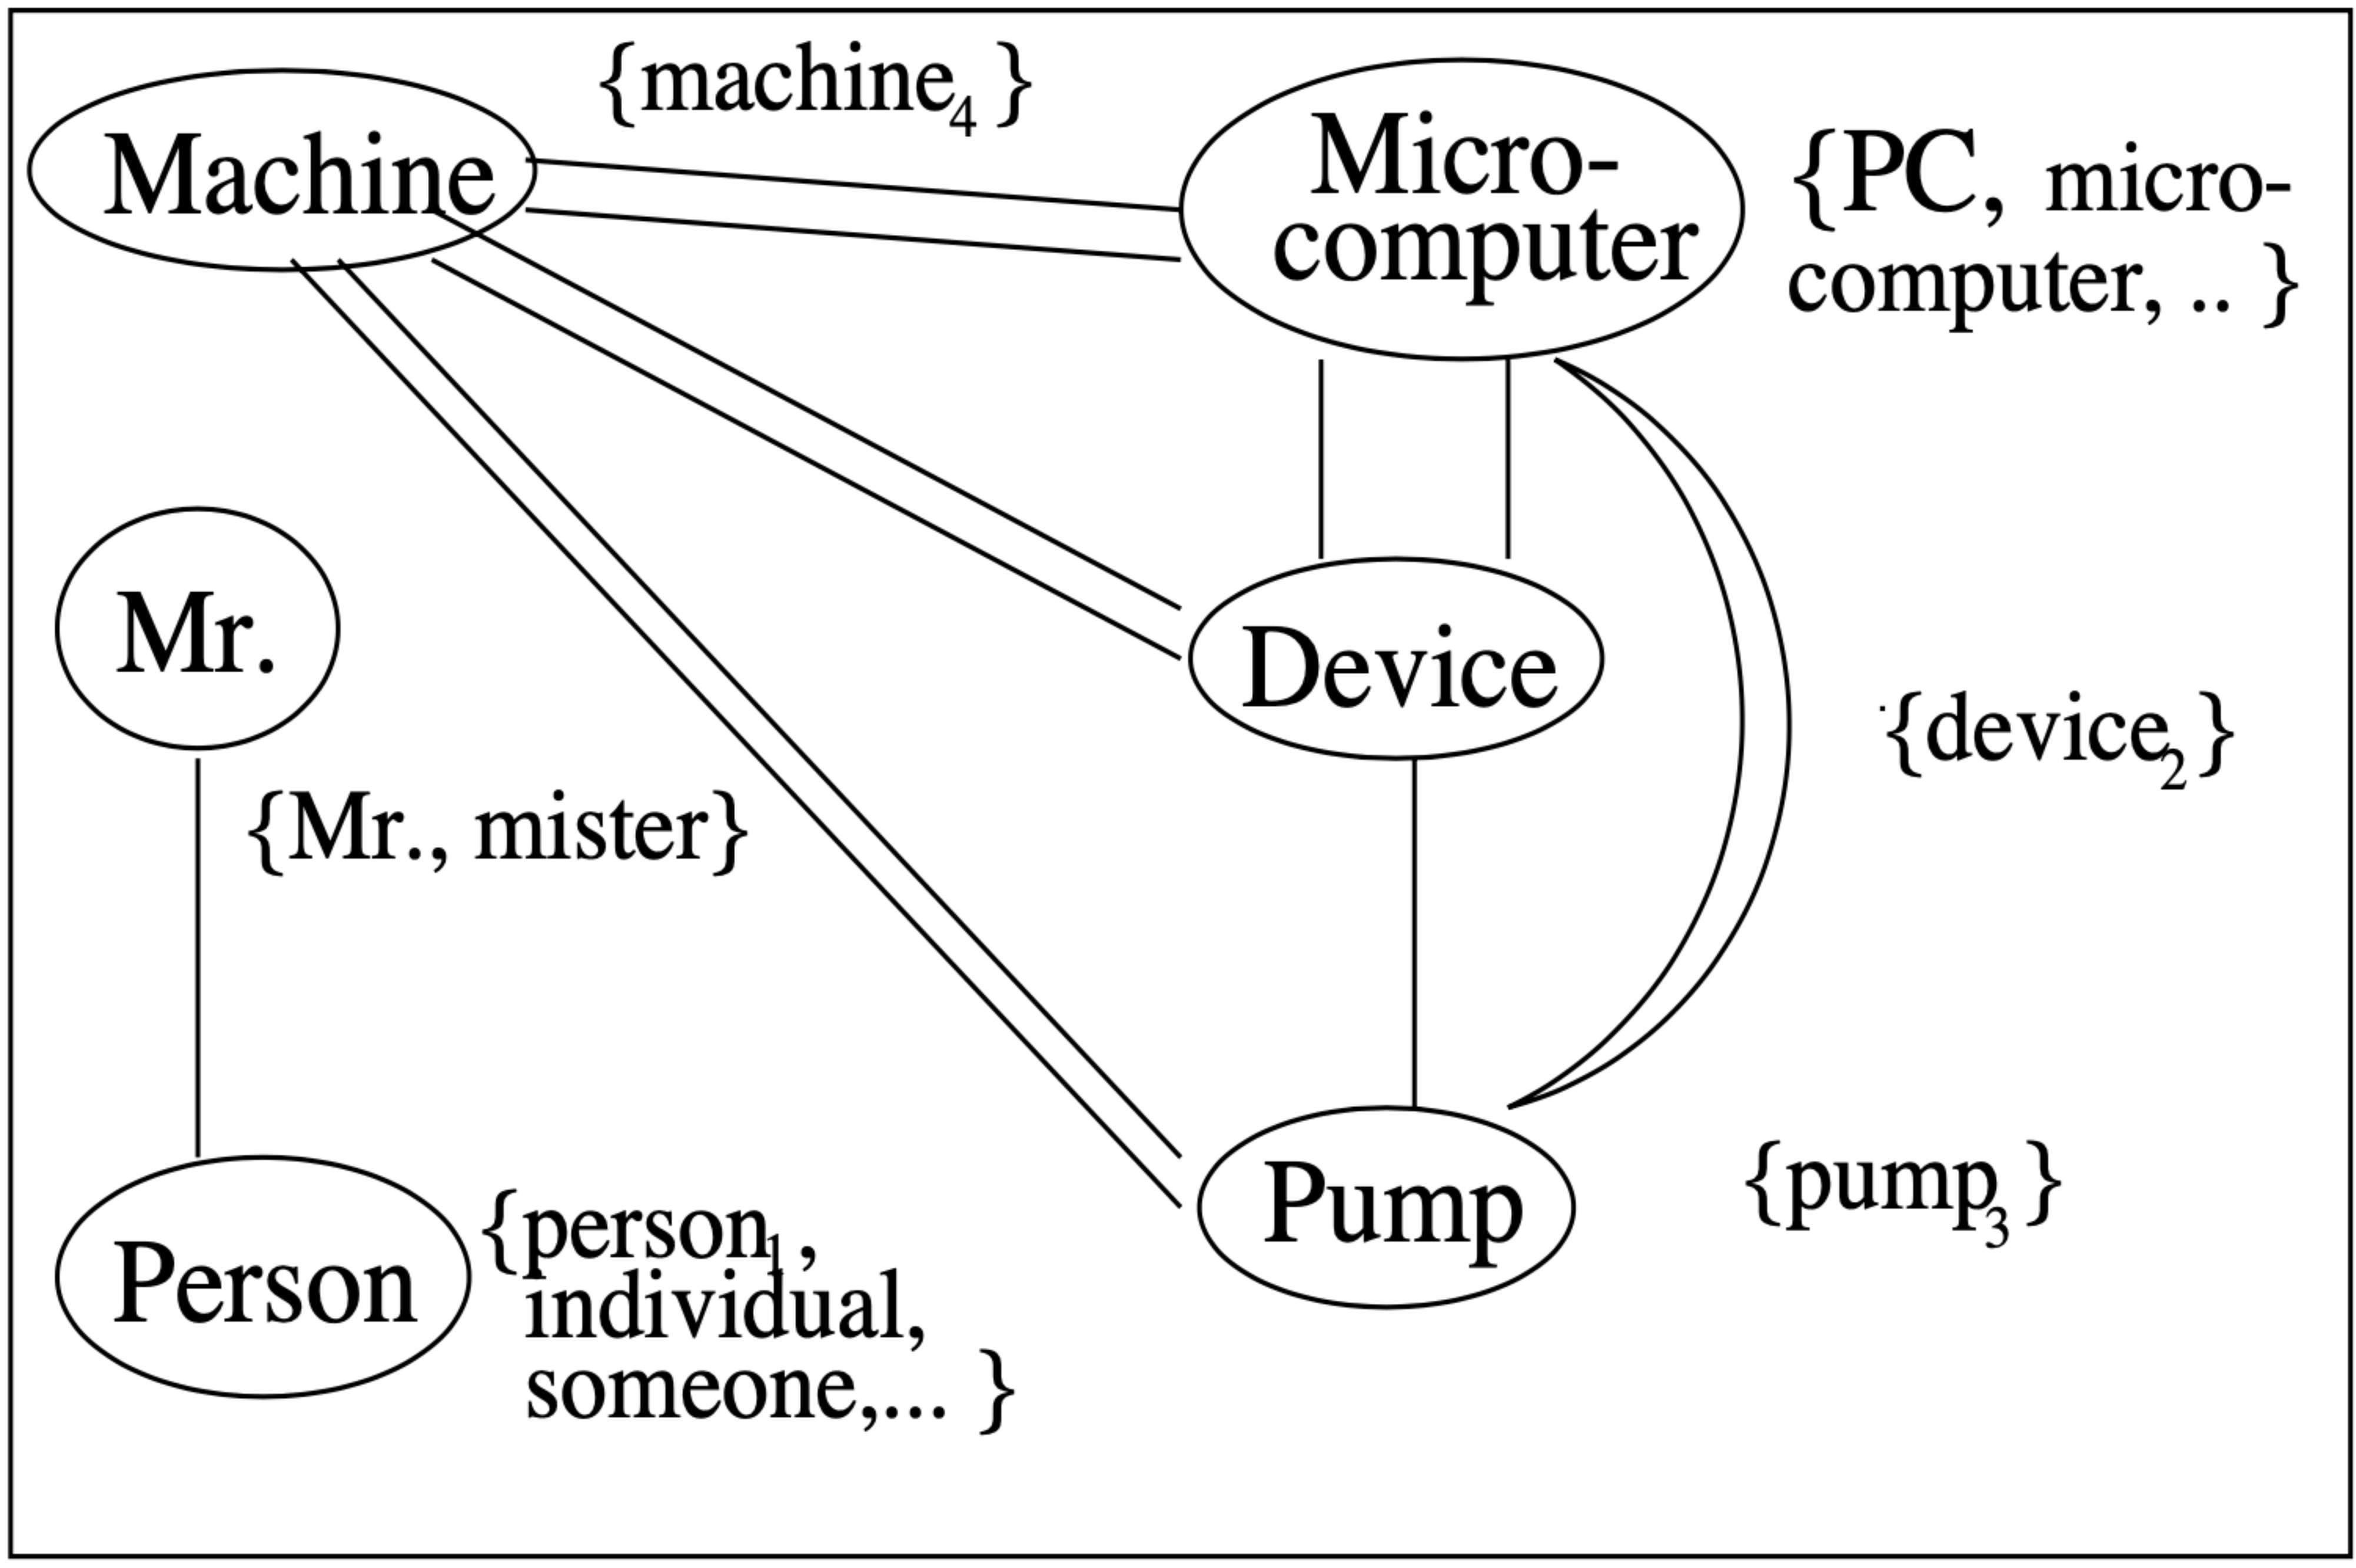 {machine4 }
Machine
Micro-
computer
{PC, micro-
computer, .. }
Mr.
Device
{device2}
{Mr., mister}
Pump
{pump3 }
Person
{person1 ,
individual,
someone,... }